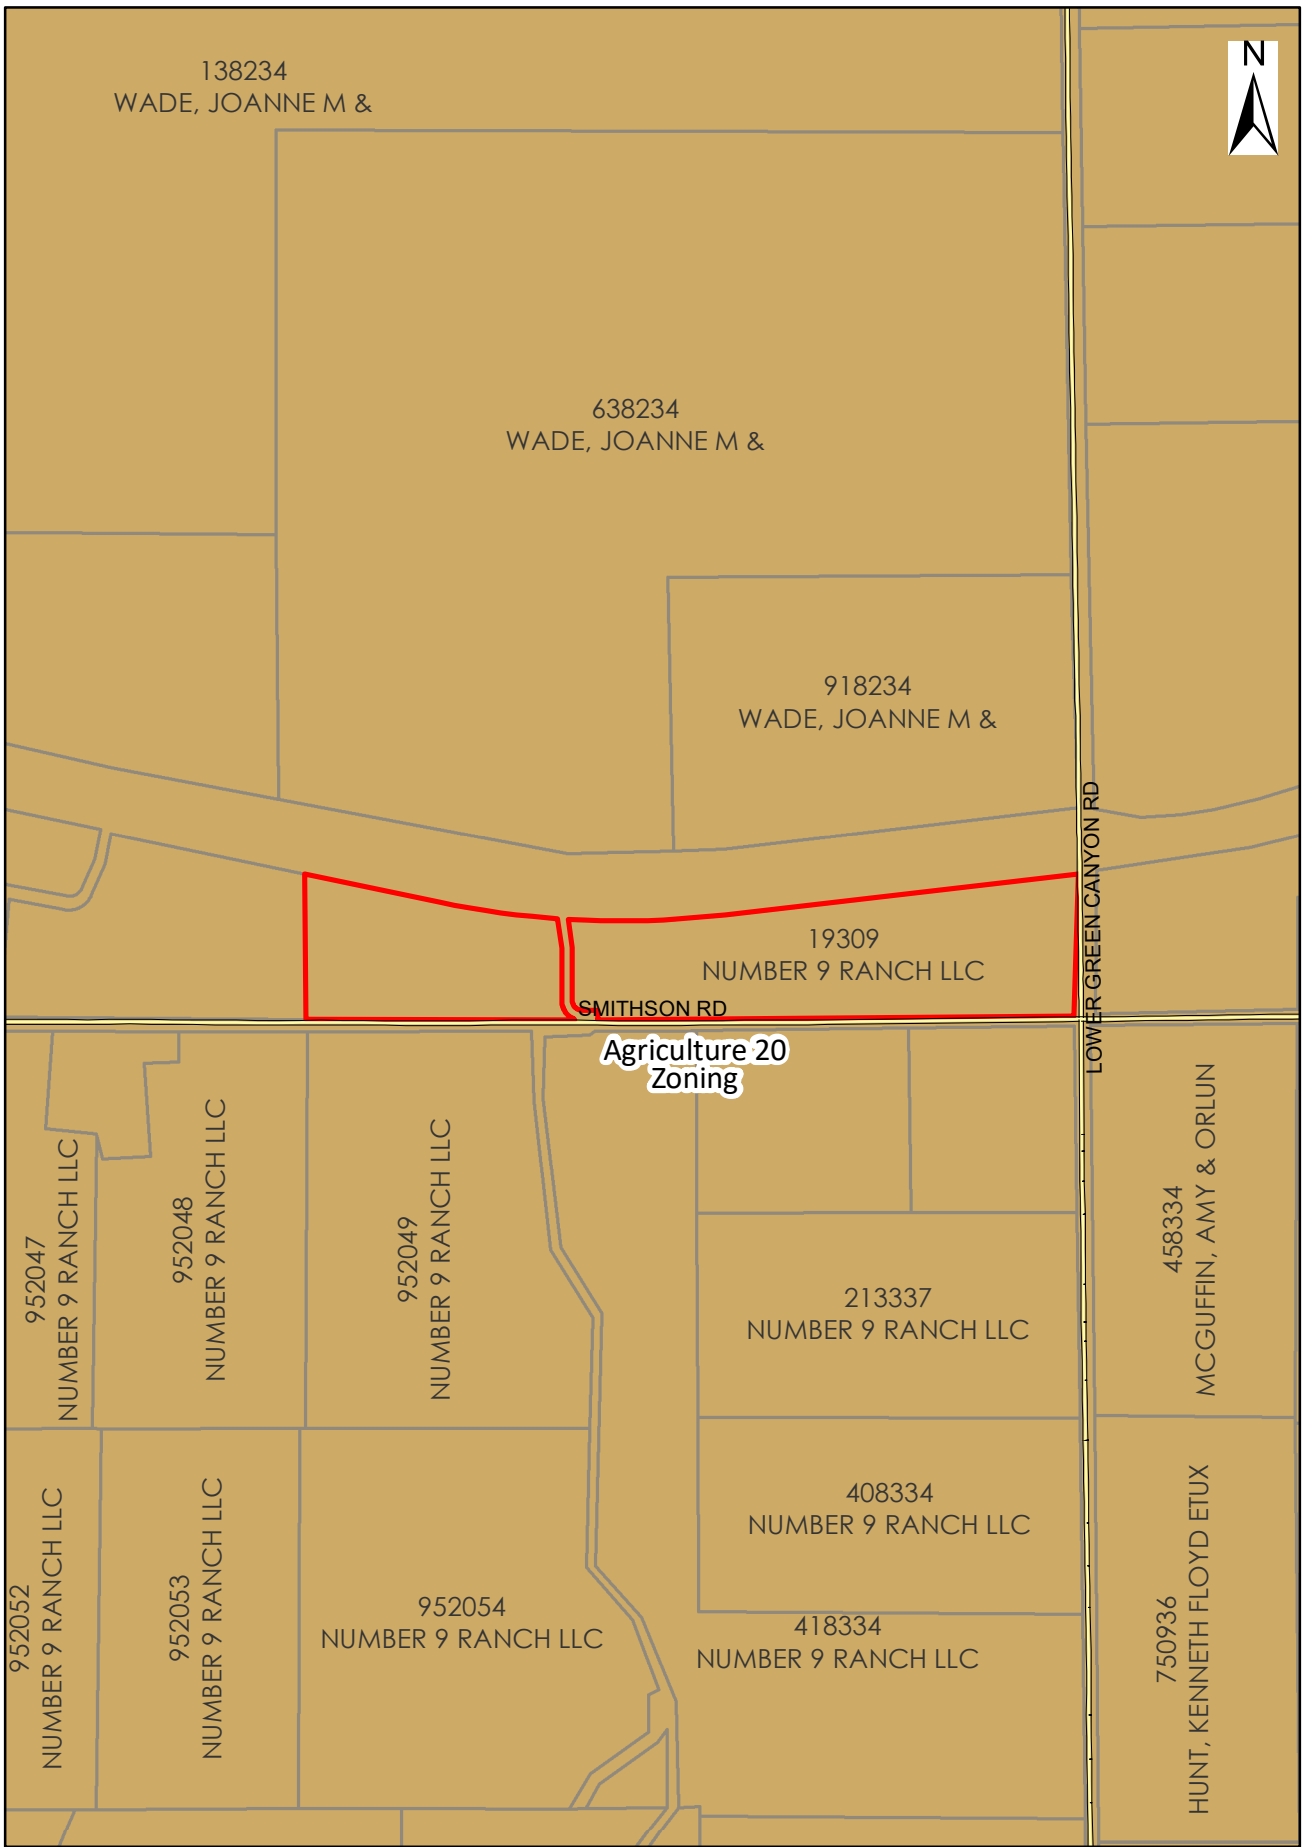 N
138234
WADE, JOANNE M &
638234
WADE, JOANNE M &
918234
WADE, JOANNE M &
LOWER GREEN CANYON RD
19309
NUMBER 9 RANCH LLC
SMITHSON RD
Agriculture 20
Zoning
952047
NUMBER 9 RANCH LLC
952048
NUMBER 9 RANCH LLC
952049
NUMBER 9 RANCH LLC
213337
NUMBER 9 RANCH LLC
458334
MCGUFFIN, AMY & ORLUN
408334
NUMBER 9 RANCH LLC
952052
NUMBER 9 RANCH LLC
952053
NUMBER 9 RANCH LLC
952054
NUMBER 9 RANCH LLC
418334
NUMBER 9 RANCH LLC
750936
HUNT, KENNETH FLOYD ETUX